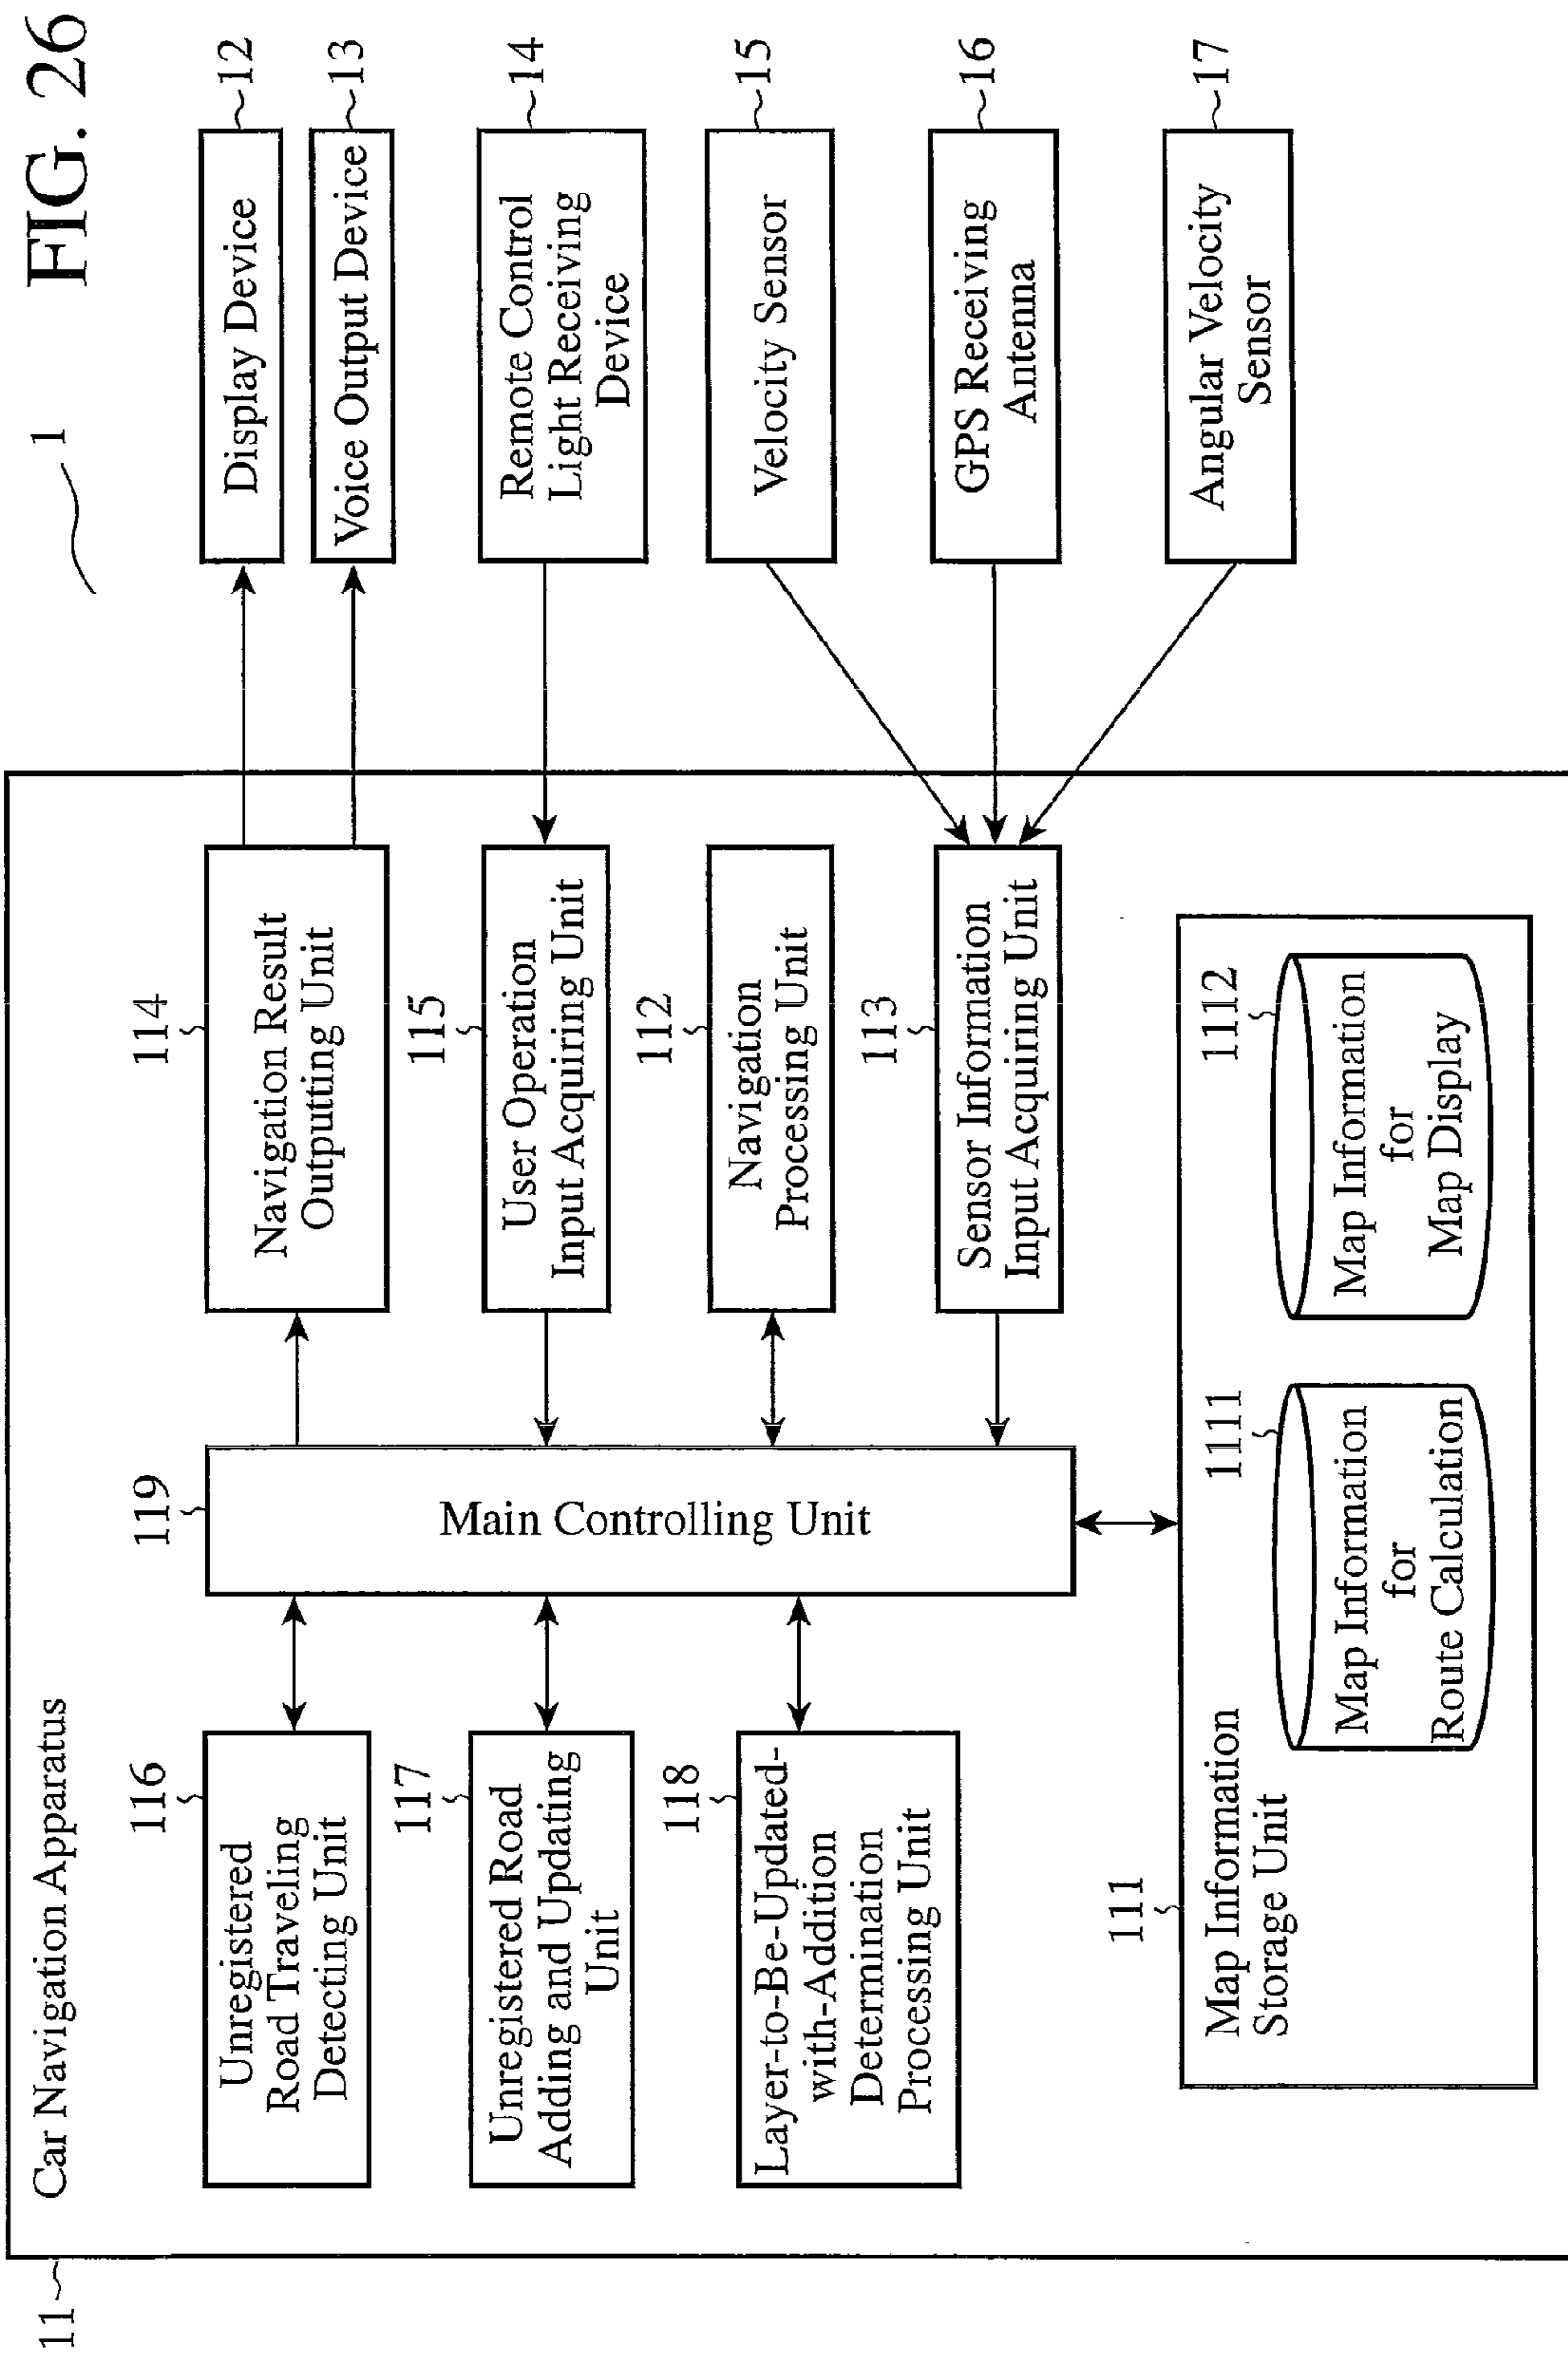 FIG. 26
1
11
Car Navigation Apparatus
116
Unregistered
Road Traveling
Detecting Unit
117
Unregistered Road
Adding and Updating
Unit
118
Layer-to-Be-Updated-
with-Addition
Determination
Processing Unit
119
Main Controlling Unit
114
Navigation Result
Outputting Unit
115
User Operation
Input Acquiring Unit
112
Navigation
Processing Unit
113
Sensor Information
Input Acquiring Unit
111
Map Information
Storage Unit
1111
Map Information
for
Route Calculation
1112
Map Information
for
Map Display
Display Device
12
Voice Output Device
13
Remote Control
Light Receiving
Device
14
Velocity Sensor
15
GPS Receiving
Antenna
16
Angular Velocity
Sensor
17